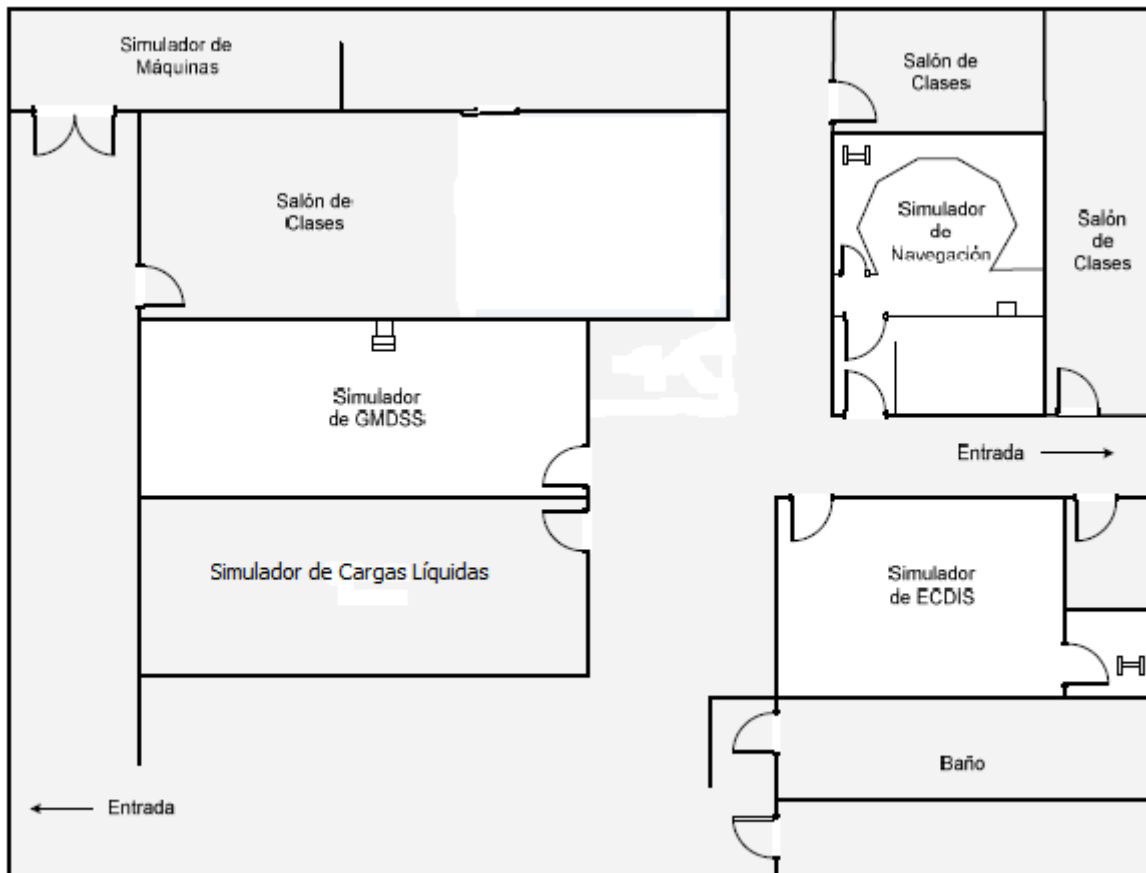 Simulador de
Máquinas
Salón de
Clases
Salón de
Clases
Simulador
de
Navegación
Salón
de
Clases
Simulador
de GMDSS
Entrada
Simulador de Cargas Líquidas
Simulador
de ECDIS
Baño
Entrada